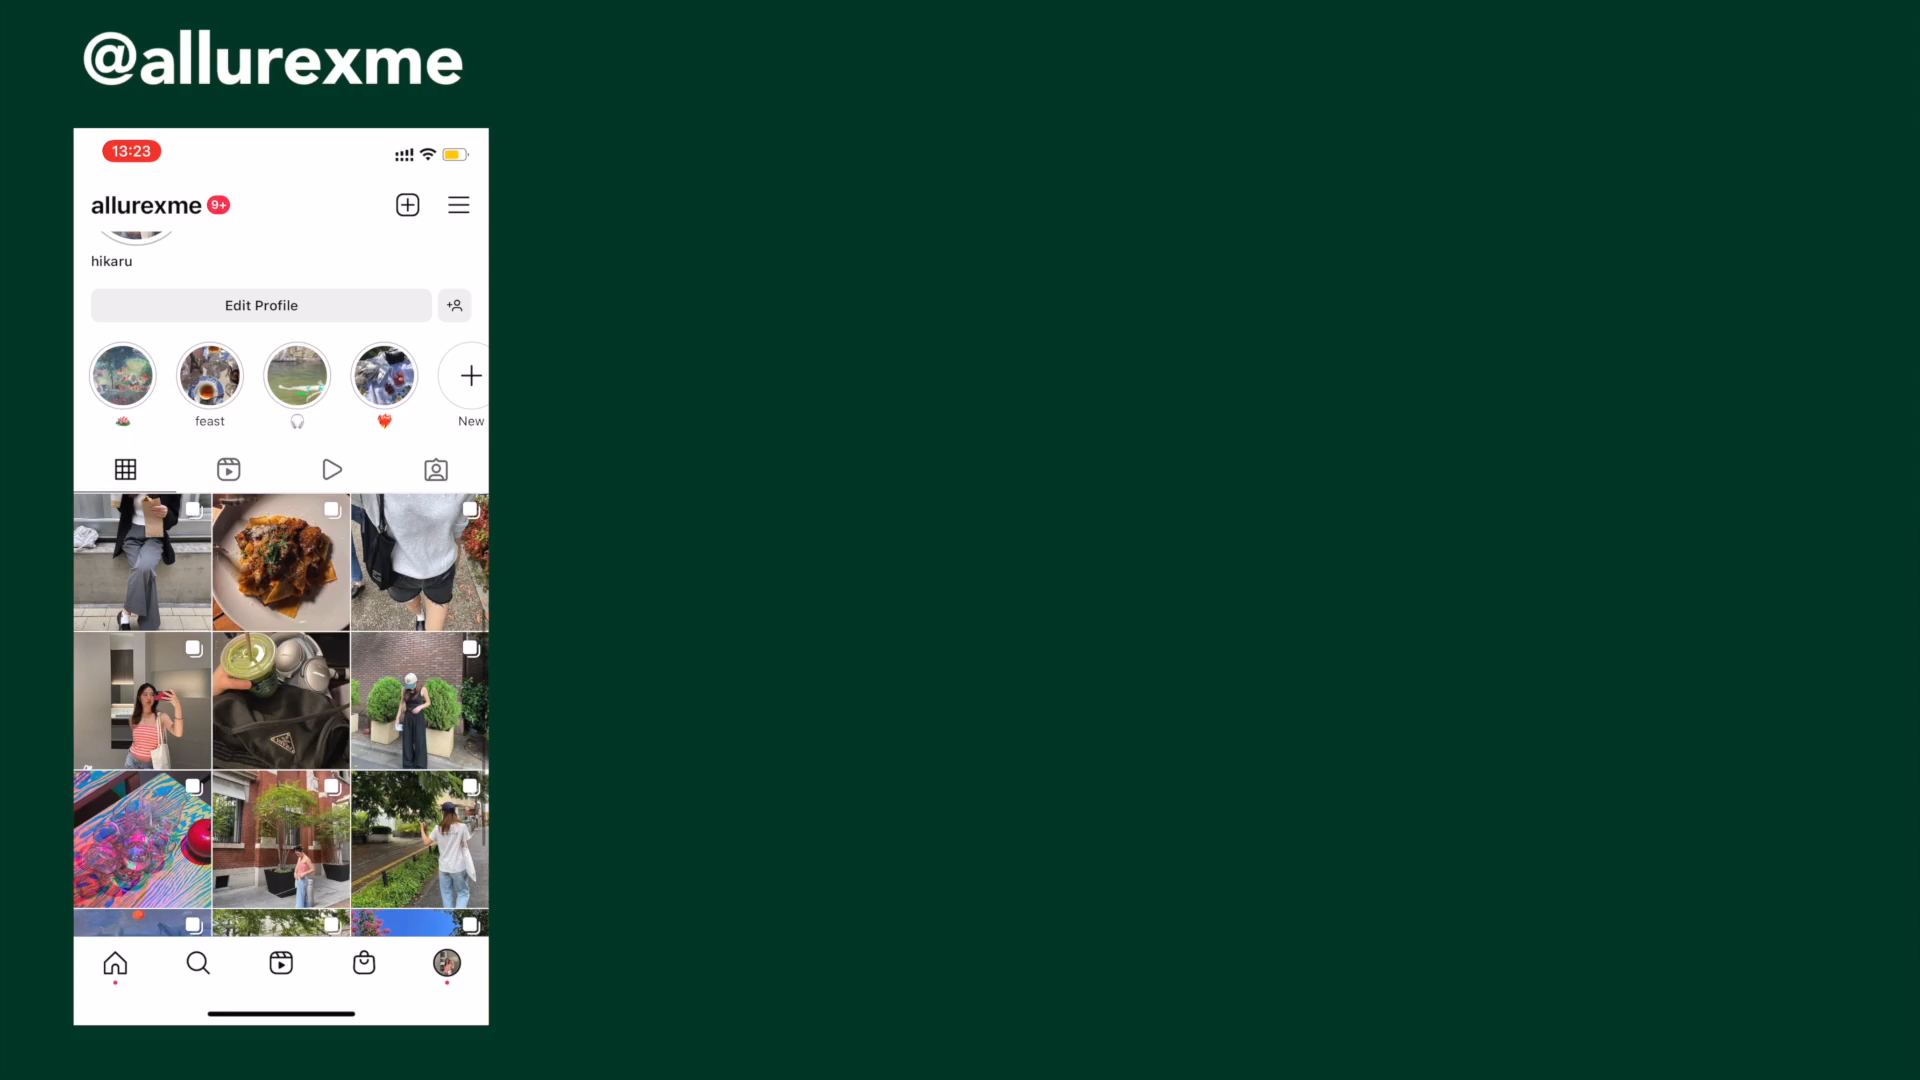 @allurexme
13:23
allurexme 9+
hikaru
Edit Profile
feast
New